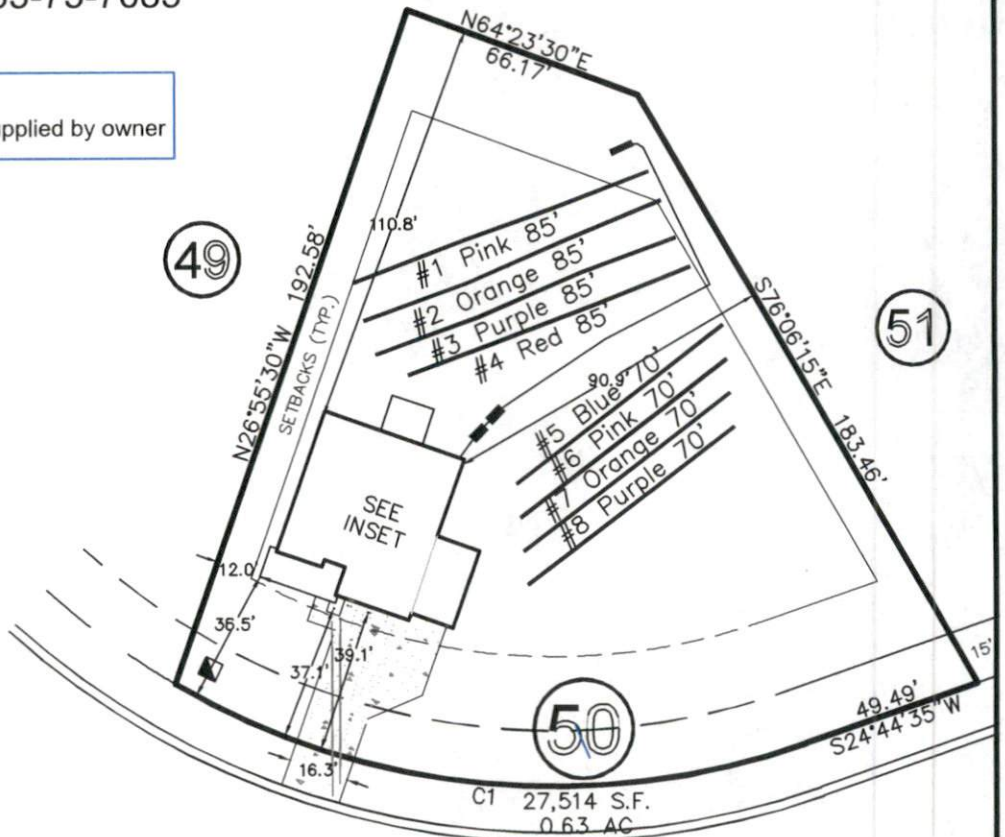 N64°23'30"E
66.17'
upplied by owner
49
110.8'
N26°55'30"W 192.58'
SETBACKS (TYP.)
#1 Pink 85'
#2 Orange 85'
#3 Purple 85'
#4 Red 85'
S76°06'15"E 183.46'
51
90.9'
#5 Blue 70'
#6 Pink 70'
#7 Orange 70'
#8 Purple 70'
SEE
INSET
12.0
36.5'
37.1'
39.1'
16.3'
50
15'
49.49'
S24°44'35"W
C1 27,514 S.F.
0.63 AC